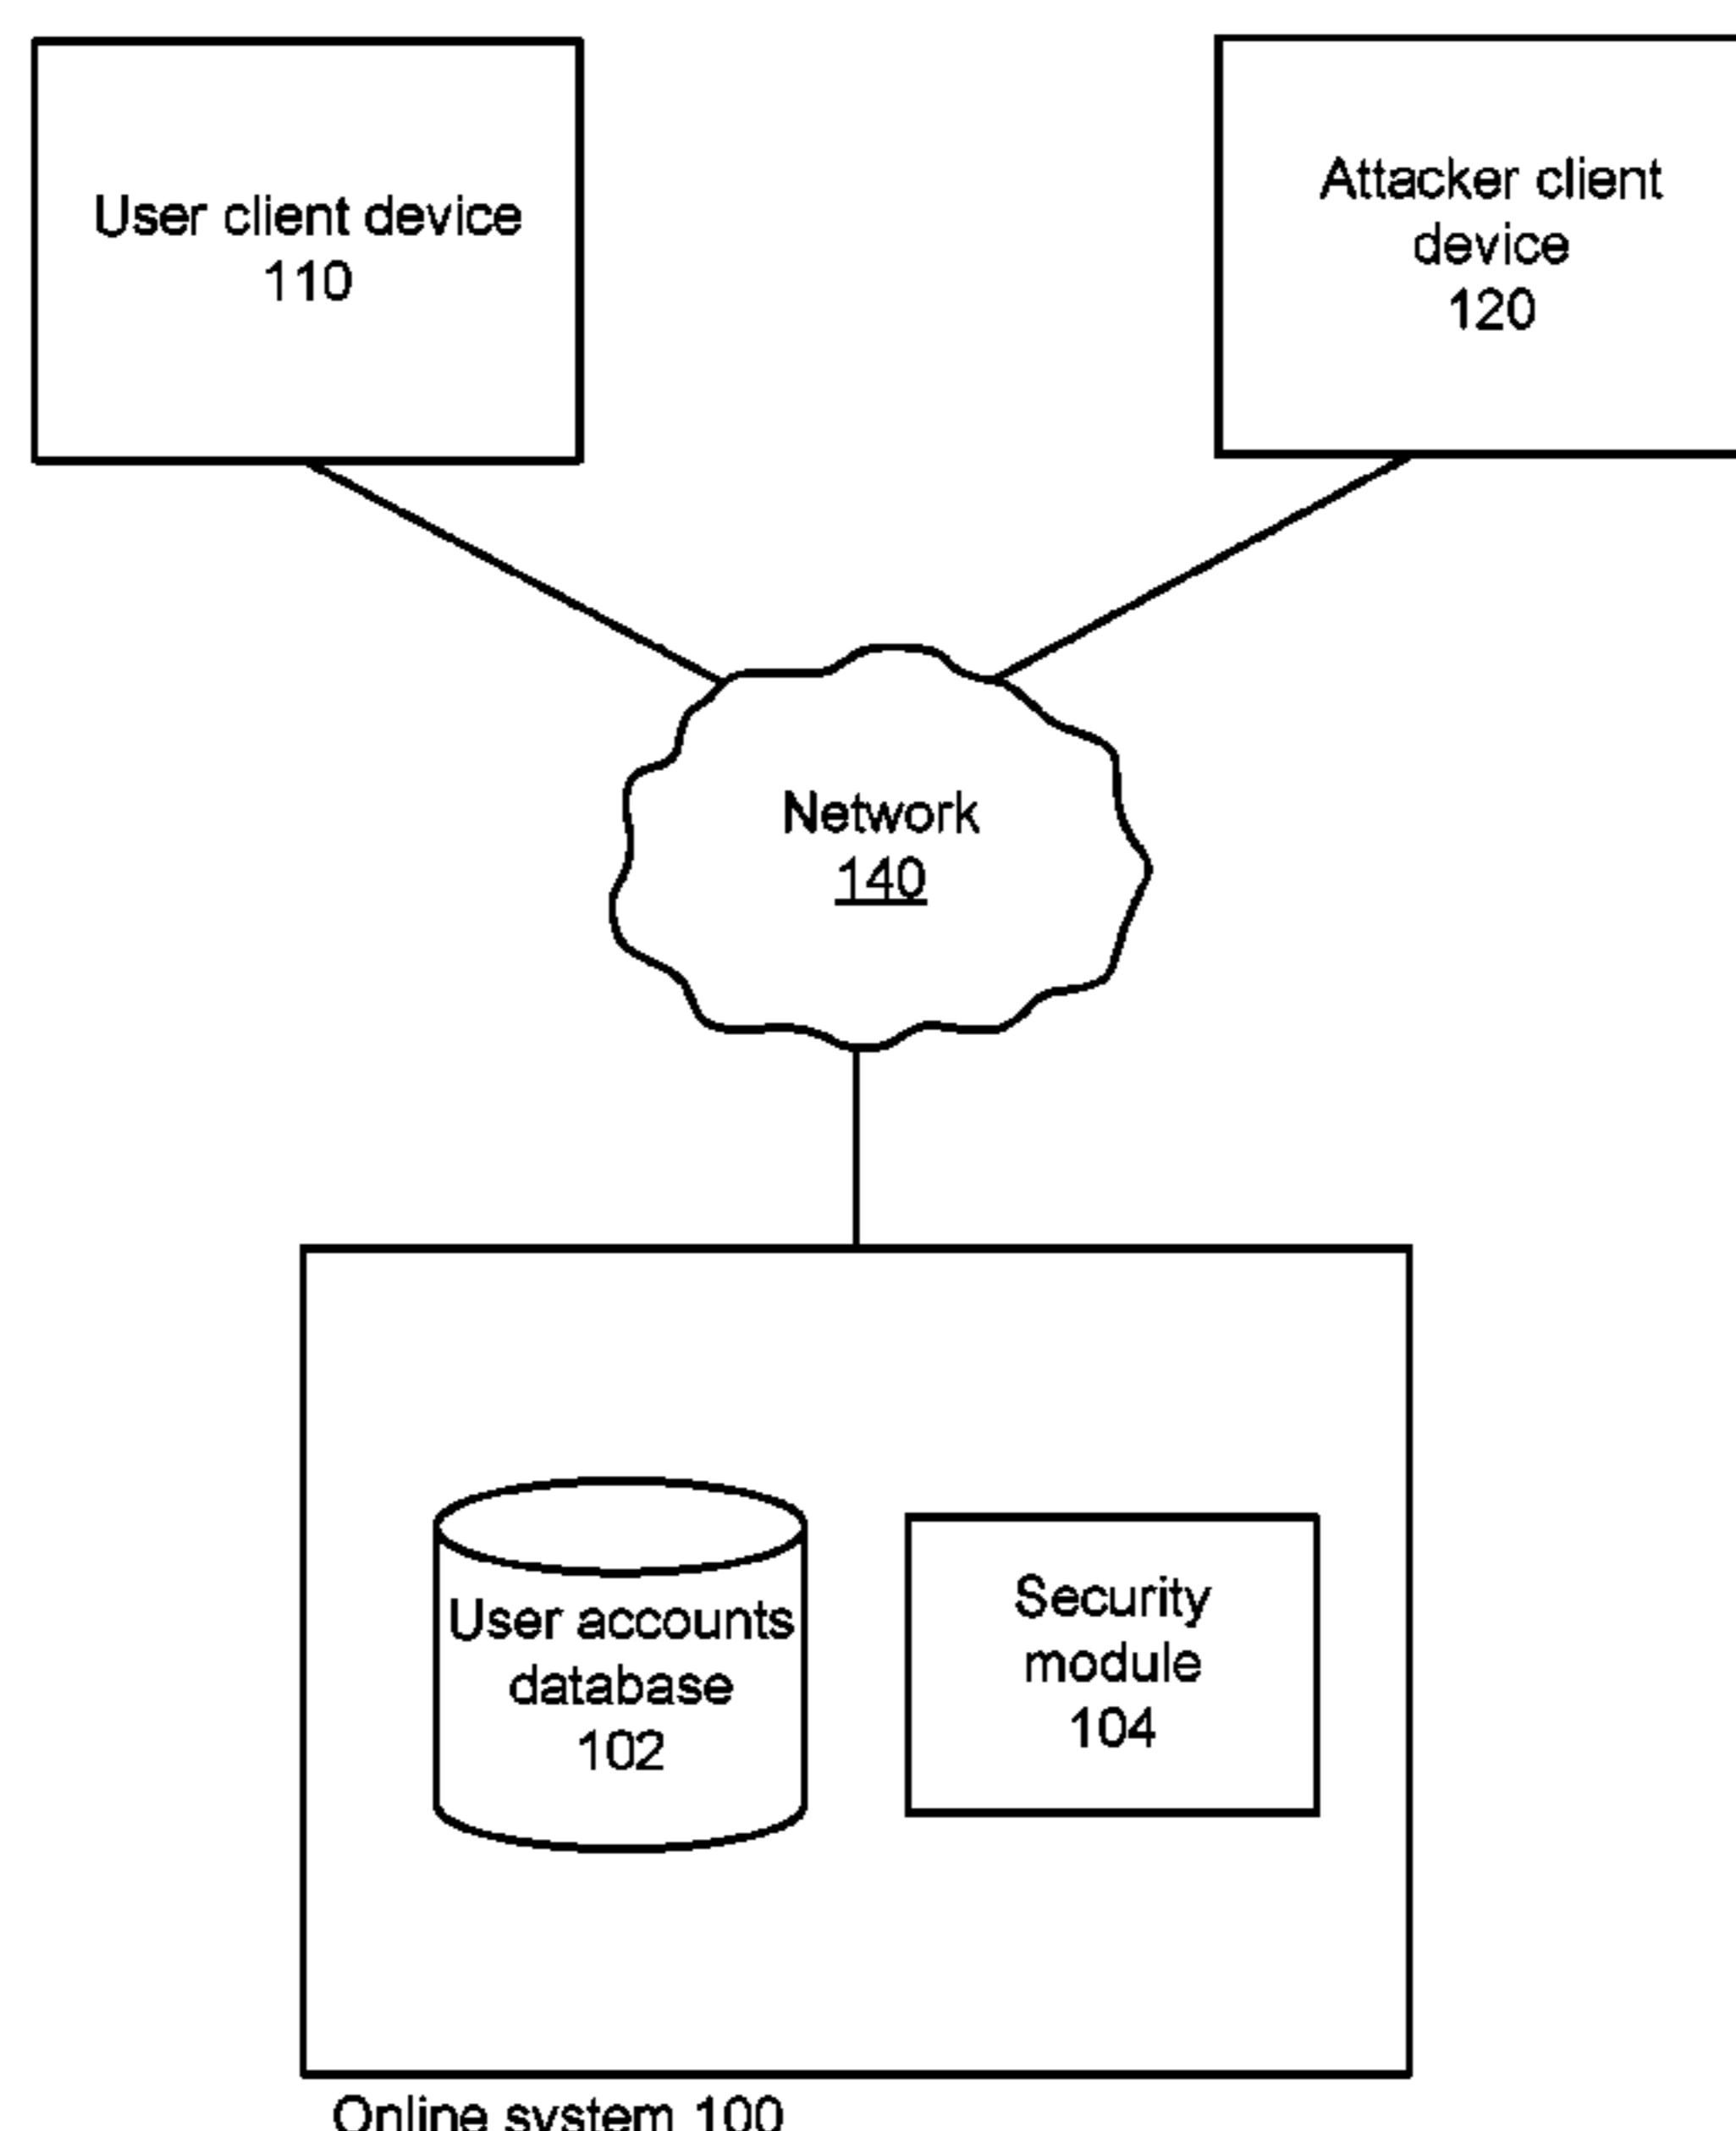 User client device
110
Attacker client
device
120
Network
140
User accounts
database
102
Security
module
104
Online system 100